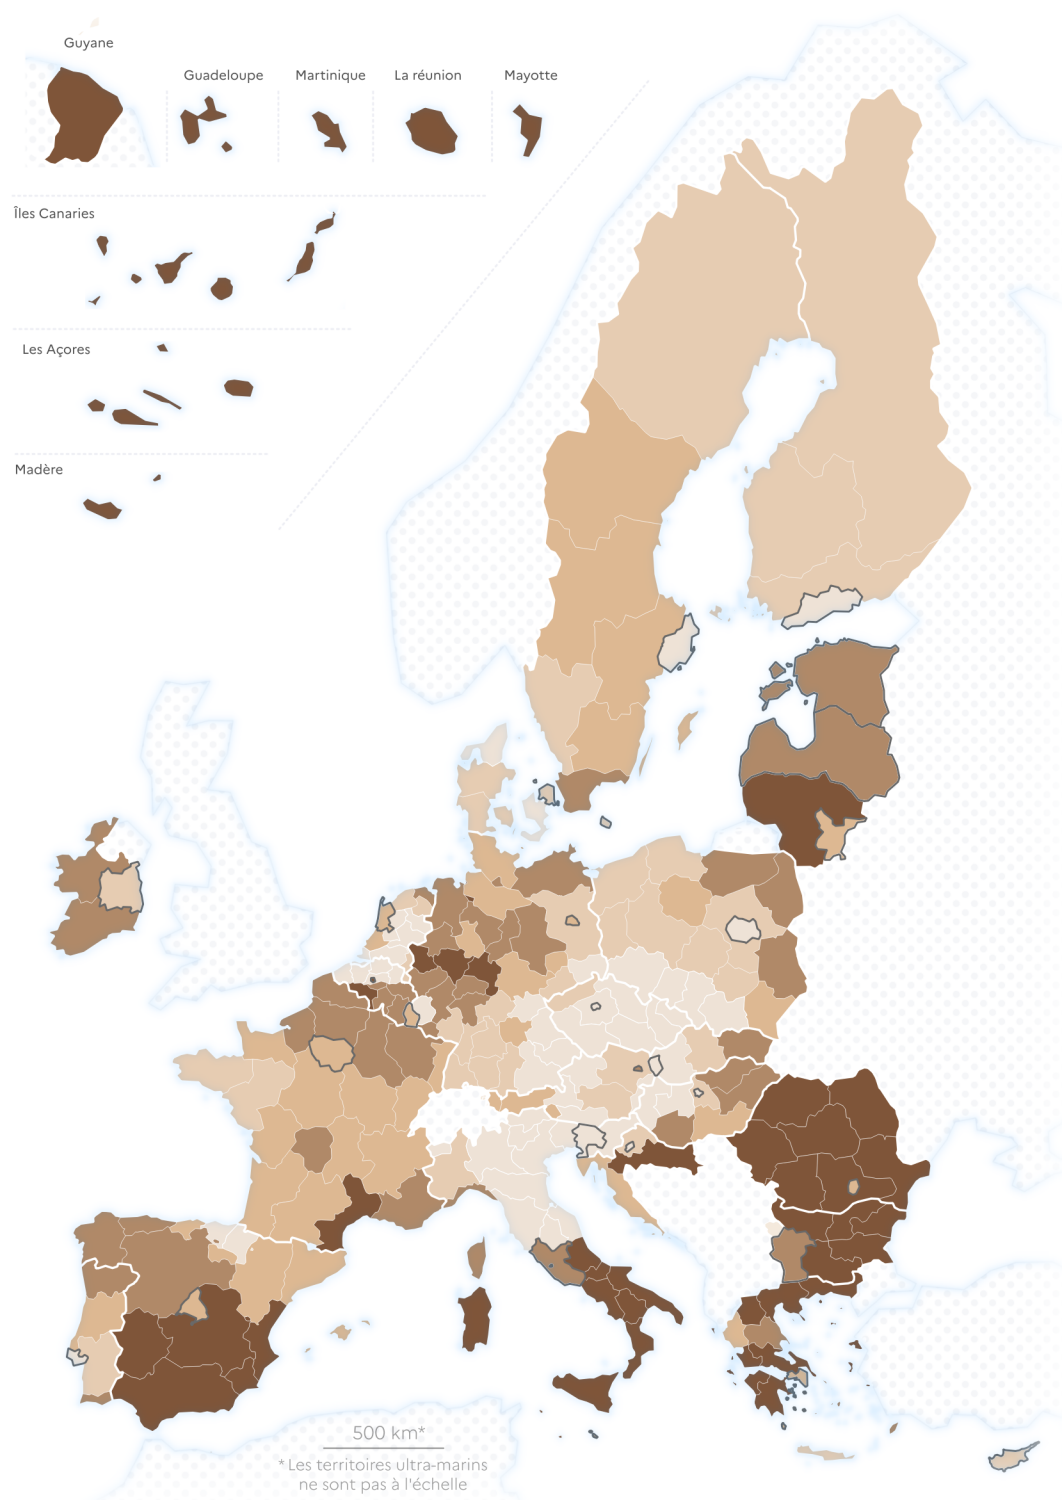 Guyane
Guadeloupe
Martinique
La réunion
Mayotte
Îles Canaries
Les Açores
Madère
500 km*
* Les territoires ultra-marins
ne sont pas à l'échelle